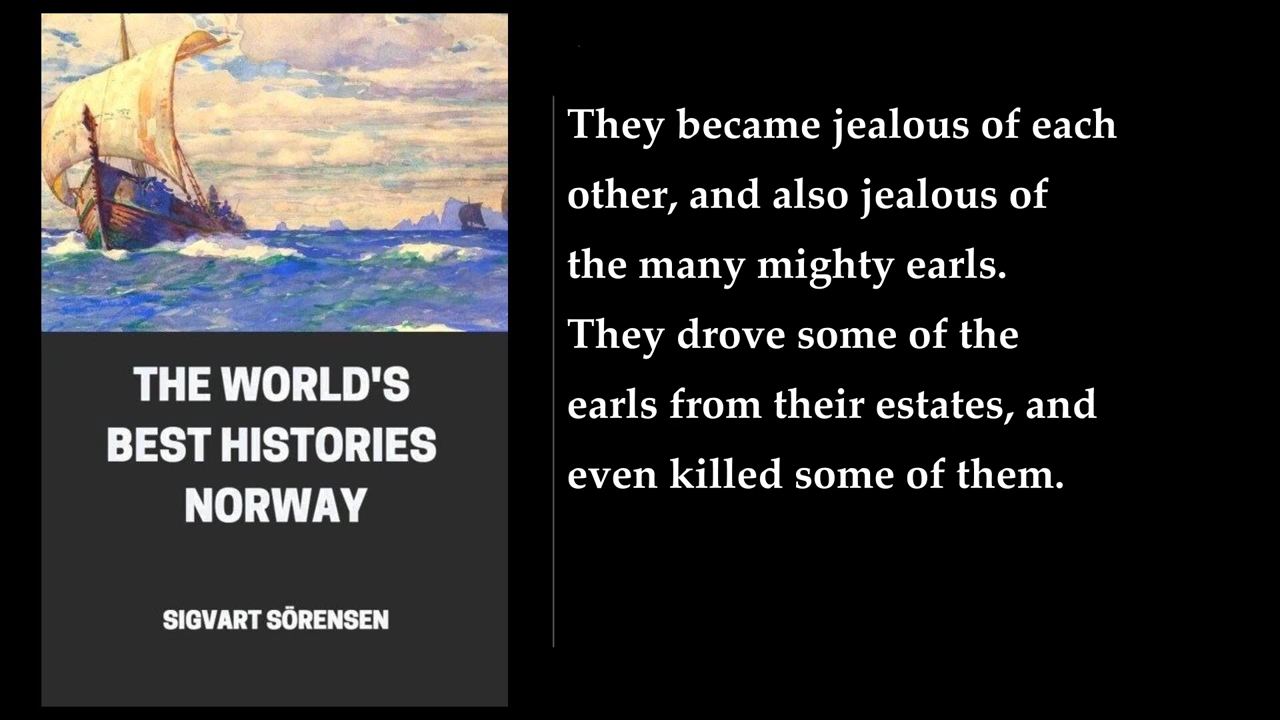 THE WORLD'S
BEST HISTORIES
NORWAY
SIGVART SÖRENSEN
They became jealous of each
other, and also jealous of
the many mighty earls.
They drove some of the
earls from their estates, and
even killed some of them.